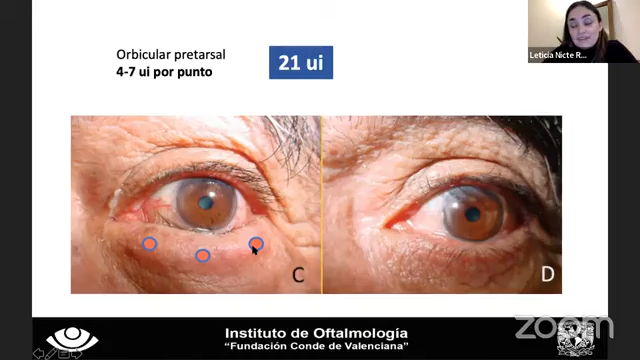 Orbicular pretarsal
4-7 ui por punto
21 ui
Leticia Nicte R...
C
D
Instituto de Oftalmología
“Fundación Conde de Valenciana”
zoom